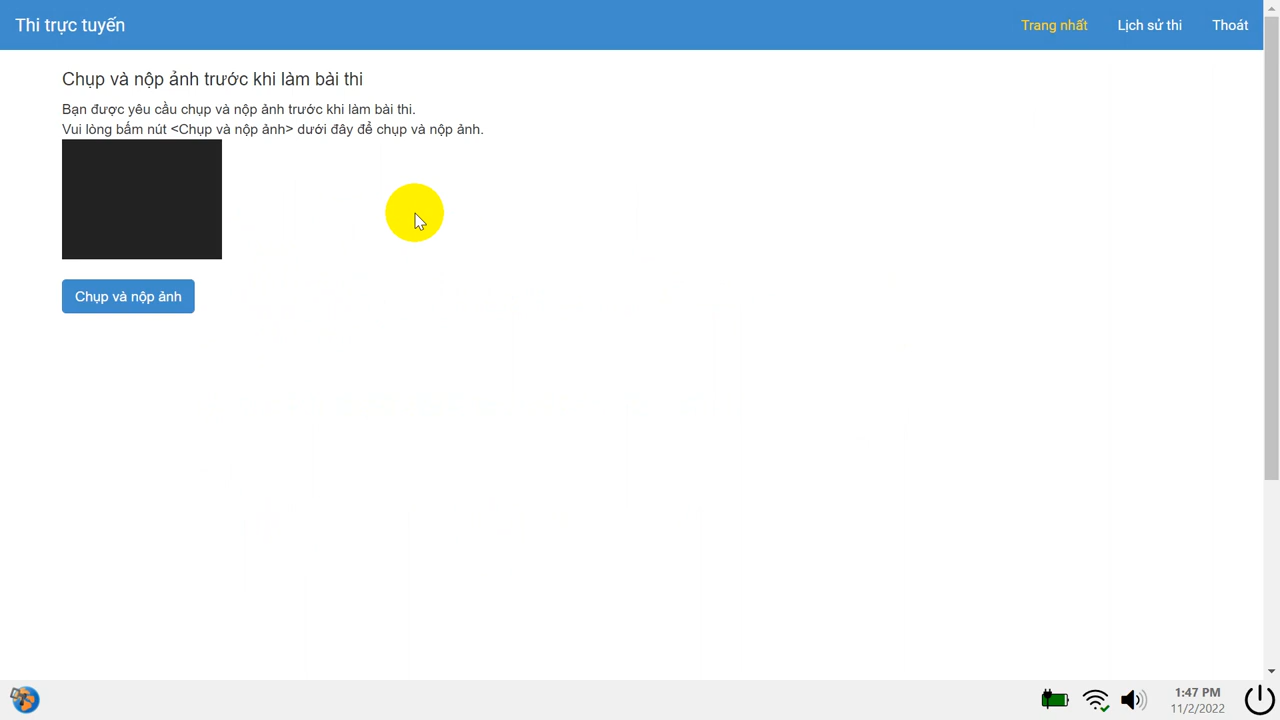 Thi trực tuyến
Trang nhất
Lịch sử thi
Thoát
Chụp và nộp ảnh trước khi làm bài thi
Bạn được yêu cầu chụp và nộp ảnh trước khi làm bài thi.
Vui lòng bấm nút <Chụp và nộp ảnh> dưới đây để chụp và nộp ảnh.
Chụp và nộp ảnh
1:47 PM
11/2/2022